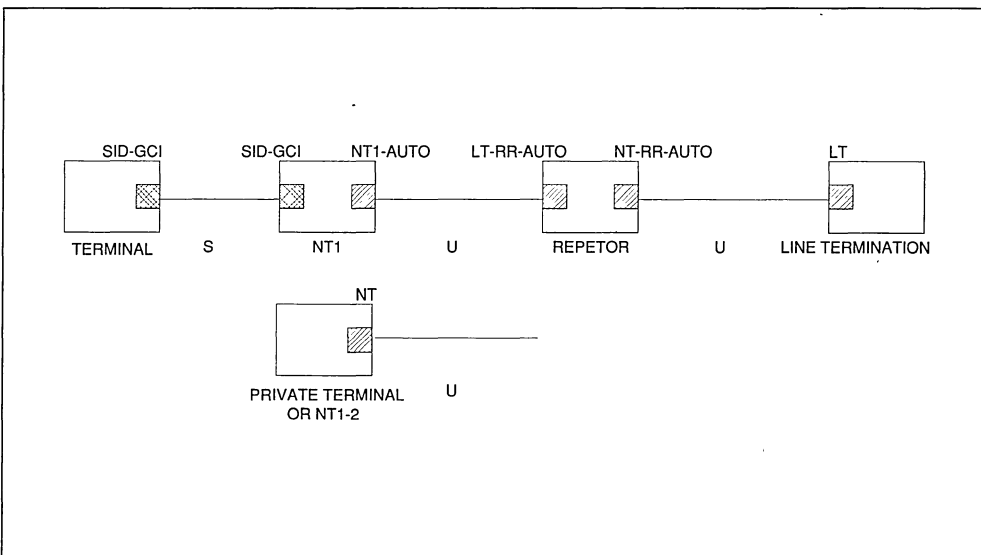 SID-GCI SID-GCI NT1-AUTO LT-RR-AUTO NT-RR-AUTO LT
TERMINAL S NT1 U REPETOR U LINE TERMINATION
NT
PRIVATE TERMINAL U
OR NT1-2